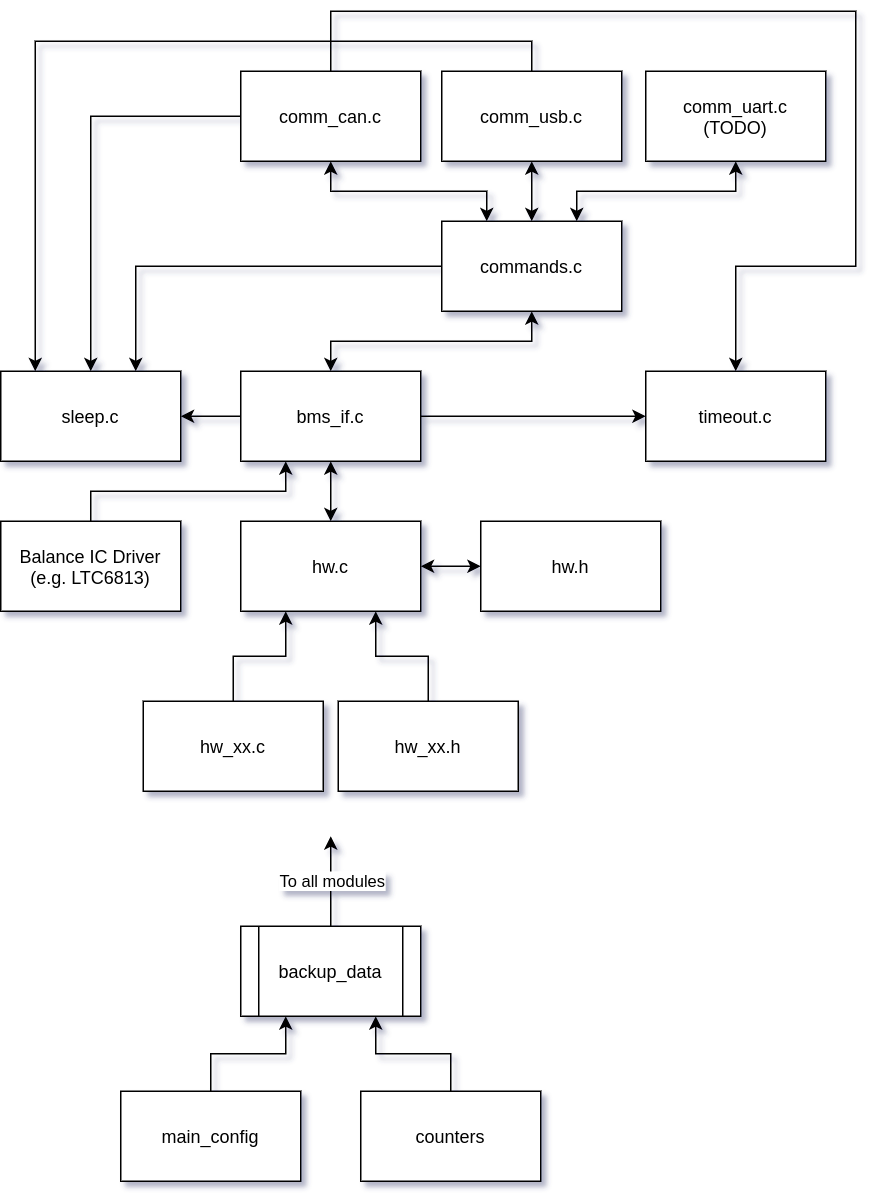 comm_can.c
comm_usb.c
comm_uart.c
(TODO)
commands.c
sleep.c
bms_if.c
timeout.c
Balance IC Driver
(e.g. LTC6813)
hw.c
hw.h
hw_xx.c
hw_xx.h
To all modules
backup_data
main_config
counters